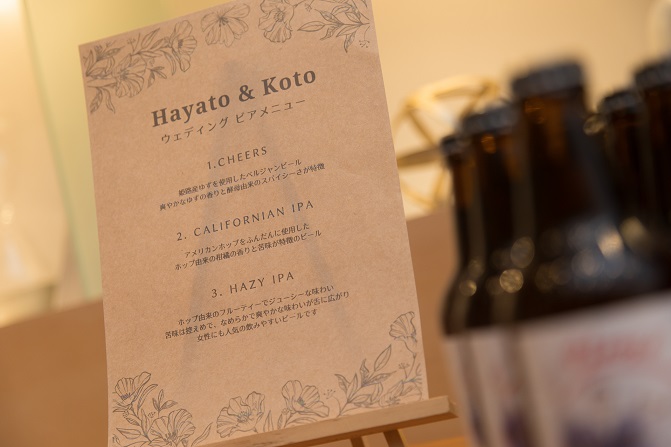 Hayato & Koto
ウェディング ビアメニュー
1.CHEERS
姫路産ゆずを使用したベルジャンビール
爽やかなゆずの香りと酵母由来のスパイシーさが特徴
2. CALIFORNIAN IPA
アメリカンホップをふんだんに使用した
ホップ由来の柑橘の香りと苦味が特徴のビール
3. HAZY IPA
ホップ由来のフルーティーでジューシーな味わい
苦味は控えめで、なめらかで爽やかな味わいが舌に広がり
女性にも人気の飲みやすいビールです